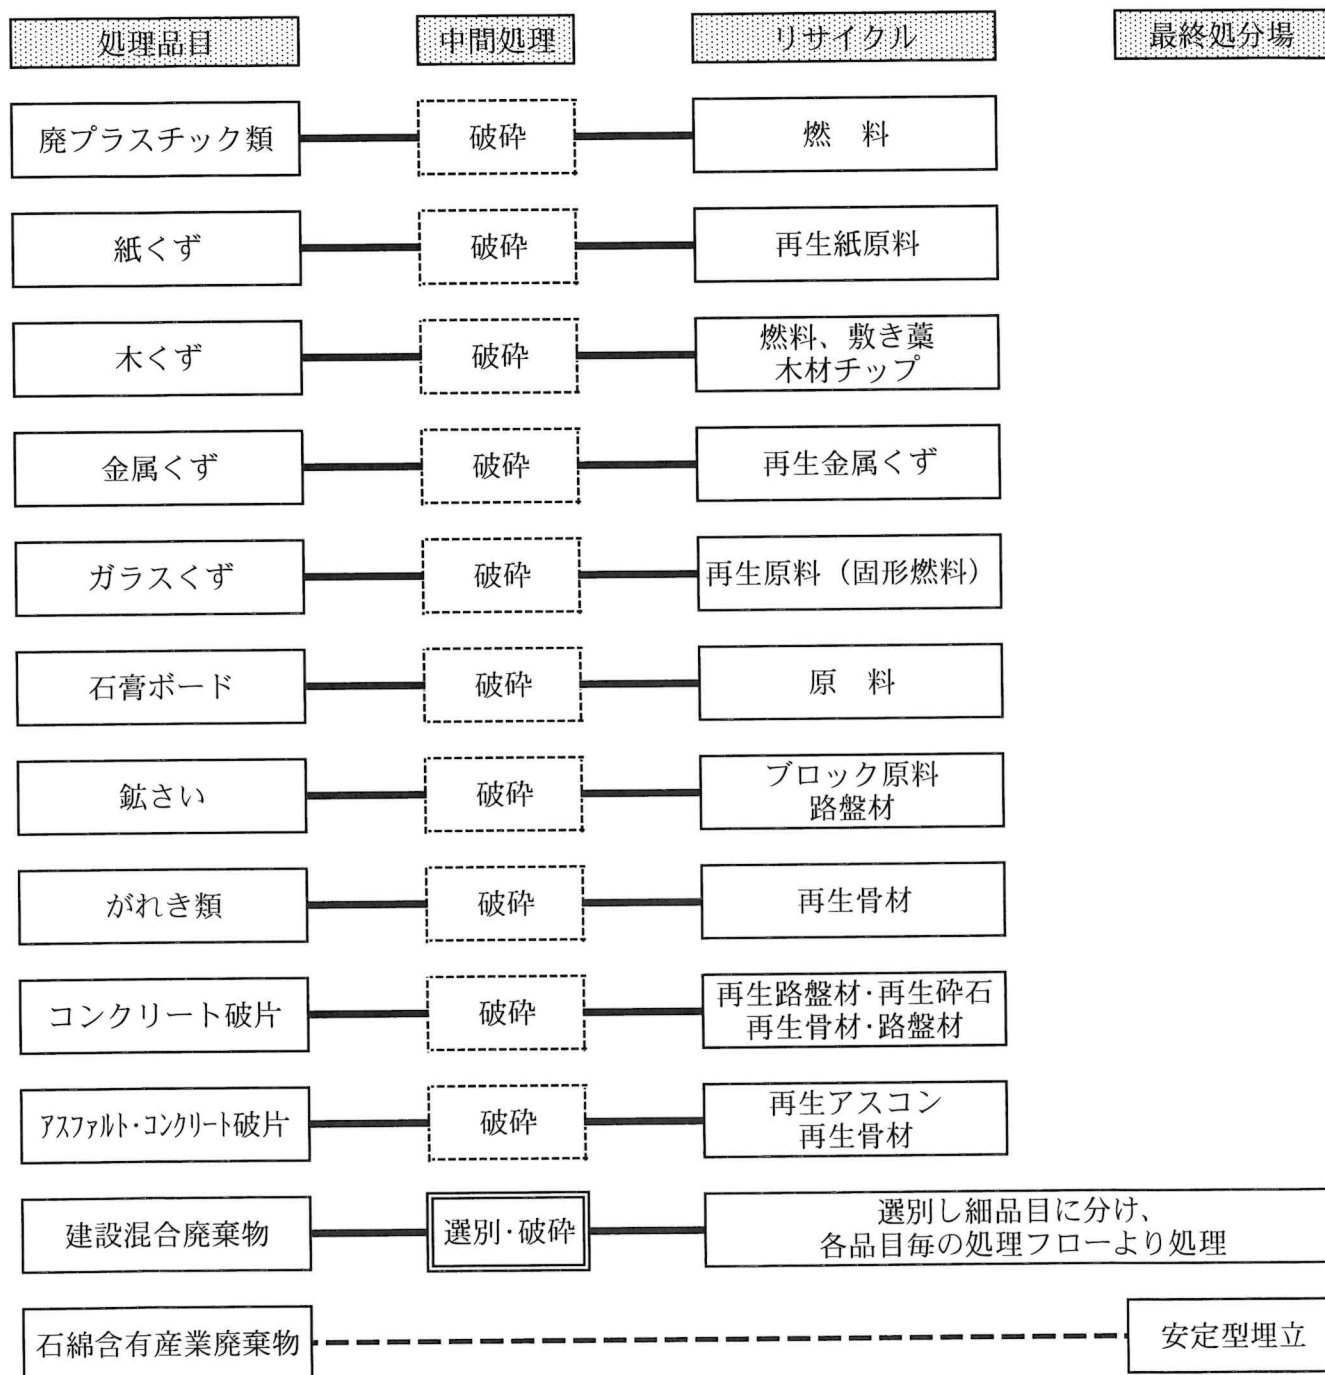 処理品目 中間処理 リサイクル 最終処分場
廃プラスチック類 破砕 燃　料
紙くず 破砕 再生紙原料
木くず 破砕 燃料、敷き藁
木材チップ
金属くず 破砕 再生金属くず
ガラスくず 破砕 再生原料（固形燃料）
石膏ボード 破砕 原　料
鉱さい 破砕 ブロック原料
路盤材
がれき類 破砕 再生骨材
コンクリート破片 破砕 再生路盤材・再生砕石
再生骨材・路盤材
アスファルト・コンクリート破片 破砕 再生アスコン
再生骨材
建設混合廃棄物 選別・破砕 選別し細品目に分け、
各品目毎の処理フローより処理
石綿含有産業廃棄物 安定型埋立